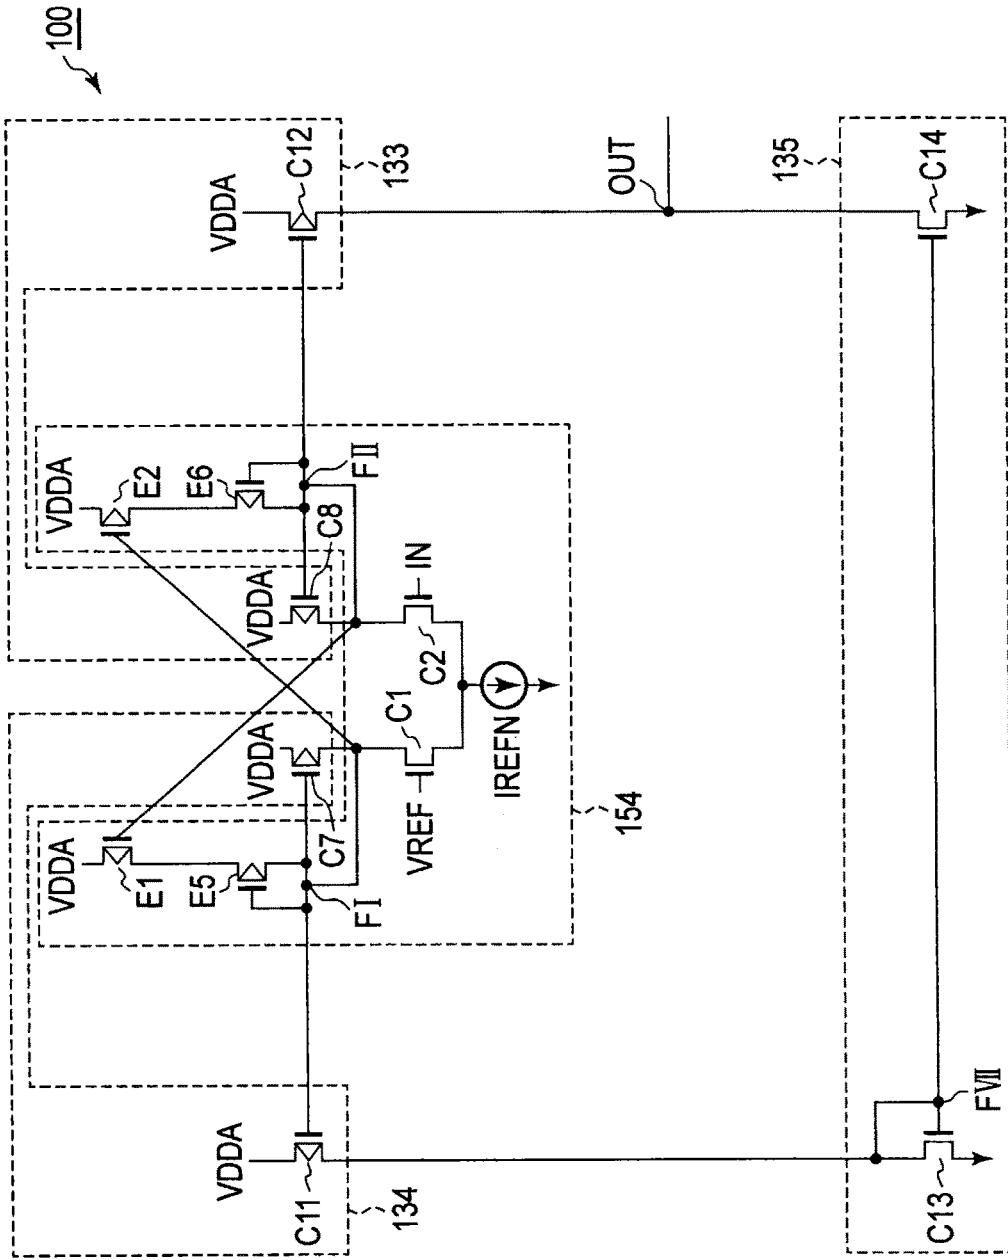 100
VDDA
C12
133
OUT
135
C14
VDDA
E2
E6
FⅡ
C8
VDDA
IN
C2
VDDA
C1
C7
VREF
IREFN
154
VDDA
E1
E5
FⅠ
VDDA
C11
134
FⅦ
C13